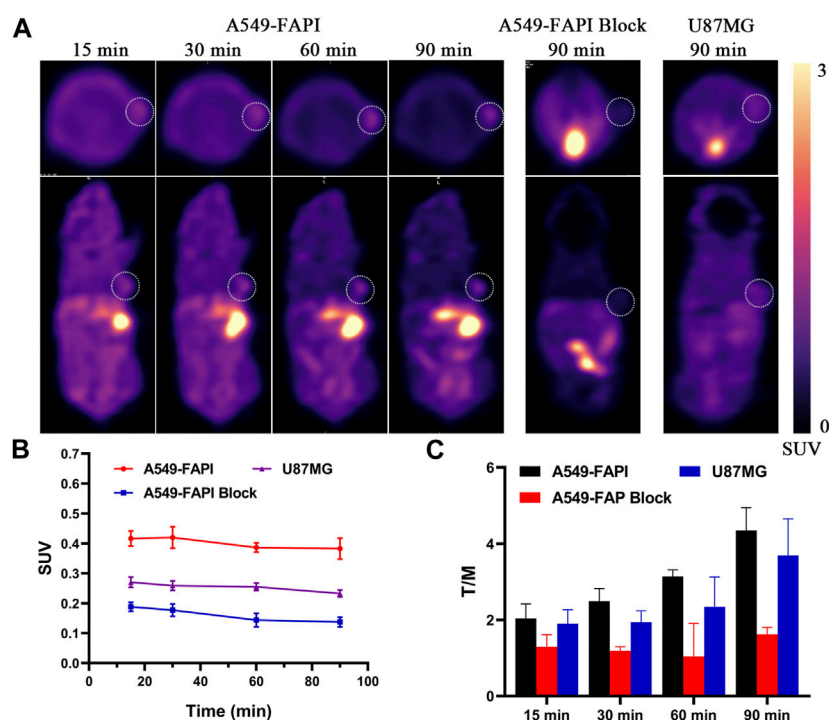 A
A549-FAPI
A549-FAPI Block
U87MG
15 min
30 min
60 min
90 min
90 min
90 min
3
0
SUV
B
0.7
0.6
0.5
0.4
0.3
0.2
0.1
0.0
SUV
A549-FAPI
U87MG
A549-FAPI Block
0
20
40
60
80
100
Time (min)
C
6
4
2
0
T/M
A549-FAPI
U87MG
A549-FAP Block
15 min
30 min
60 min
90 min